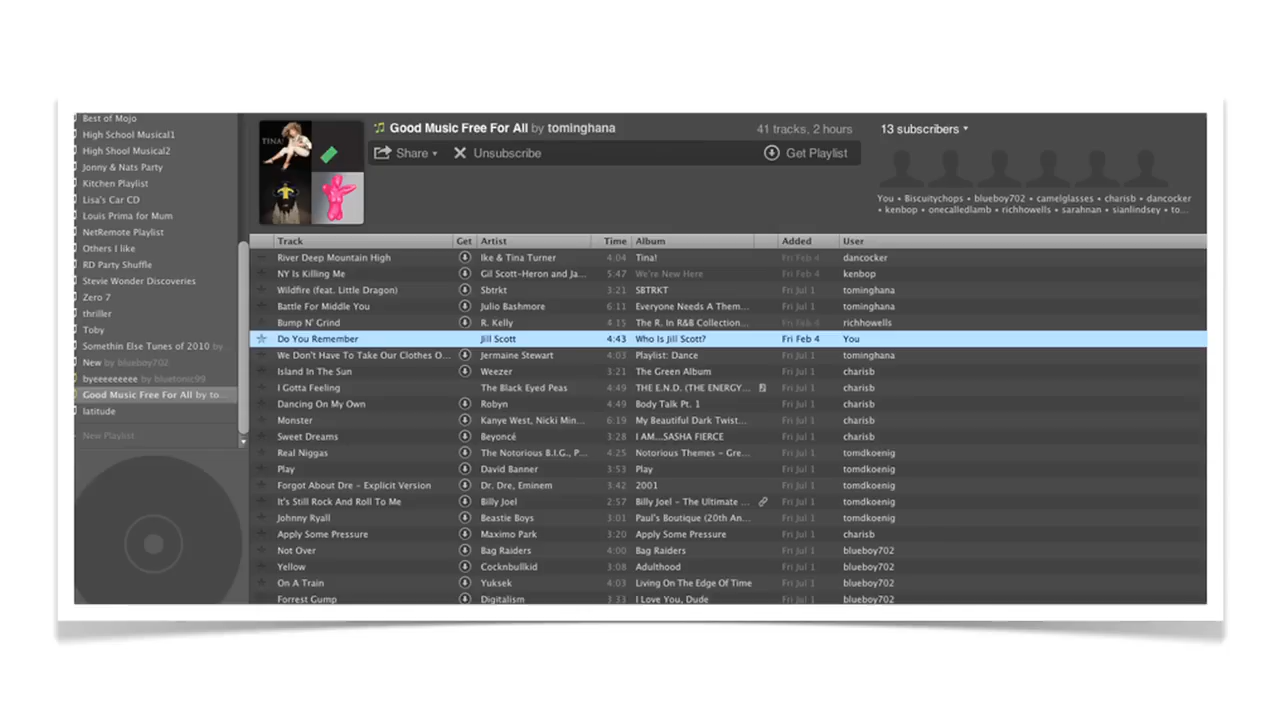 Best of Mojo
High School Musical1
High Shool Musical2
Jonny & Nats Party
Kitchen Playlist
Lisa's Car CD
Louis Prima for Mum
NetRemote Playlist
Others I like
RD Party Shuffle
Stevie Wonder Discoveries
Zero 7
thriller
Toby
Somethin Else Tunes of 2010 by
New by blueboy702
byeeeeeeee by bluetonic99
Good Music Free For All by to...
latitude
New Playlist
TINA!
Good Music Free For All by tominghana
41 tracks, 2 hours
Share
Unsubscribe
Get Playlist
13 subscribers
You • Biscuitychops • blueboy702 • camelglasses • charisb • dancocker
• kenbop • onecalledlamb • richhowells • sarahnan • sianlindsey • to...
Track Get Artist Time Album Added User
River Deep Mountain High Ike & Tina Turner 4:04 Tina! Fri Feb 4 dancocker
NY Is Killing Me Gil Scott-Heron and Ja... 5:47 We're New Here Fri Feb 4 kenbop
Wildfire (feat. Little Dragon) Sbtrkt 3:21 SBTRKT Fri Jul 1 tominghana
Battle For Middle You Julio Bashmore 6:11 Everyone Needs A Them... Fri Jul 1 tominghana
Bump N' Grind R. Kelly 4:15 The R. In R&B Collection... Fri Feb 4 richhowells
Do You Remember Jill Scott 4:43 Who Is Jill Scott? Fri Feb 4 You
We Don't Have To Take Our Clothes O... Jermaine Stewart 4:03 Playlist: Dance Fri Jul 1 tominghana
Island In The Sun Weezer 3:21 The Green Album Fri Jul 1 charisb
I Gotta Feeling The Black Eyed Peas 4:49 THE E.N.D. (THE ENERGY... Fri Jul 1 charisb
Dancing On My Own Robyn 4:49 Body Talk Pt. 1 Fri Jul 1 charisb
Monster Kanye West, Nicki Min... 6:19 My Beautiful Dark Twist... Fri Jul 1 charisb
Sweet Dreams Beyoncé 3:28 I AM...SASHA FIERCE Fri Jul 1 charisb
Real Niggas The Notorious B.I.G., P... 4:25 Notorious Themes - Gre... Fri Jul 1 tomdkoenig
Play David Banner 3:53 Play Fri Jul 1 tomdkoenig
Forgot About Dre - Explicit Version Dr. Dre, Eminem 3:42 2001 Fri Jul 1 tomdkoenig
It's Still Rock And Roll To Me Billy Joel 2:57 Billy Joel - The Ultimate ... Fri Jul 1 tomdkoenig
Johnny Ryall Beastie Boys 3:01 Paul's Boutique (20th An... Fri Jul 1 tomdkoenig
Apply Some Pressure Maximo Park 3:20 Apply Some Pressure Fri Jul 1 charisb
Not Over Bag Raiders 4:00 Bag Raiders Fri Jul 1 blueboy702
Yellow Cocknbullkid 3:08 Adulthood Fri Jul 1 blueboy702
On A Train Yuksek 4:03 Living On The Edge Of Time Fri Jul 1 blueboy702
Forrest Gump Digitalism 3:33 I Love You, Dude Fri Jul 1 blueboy702